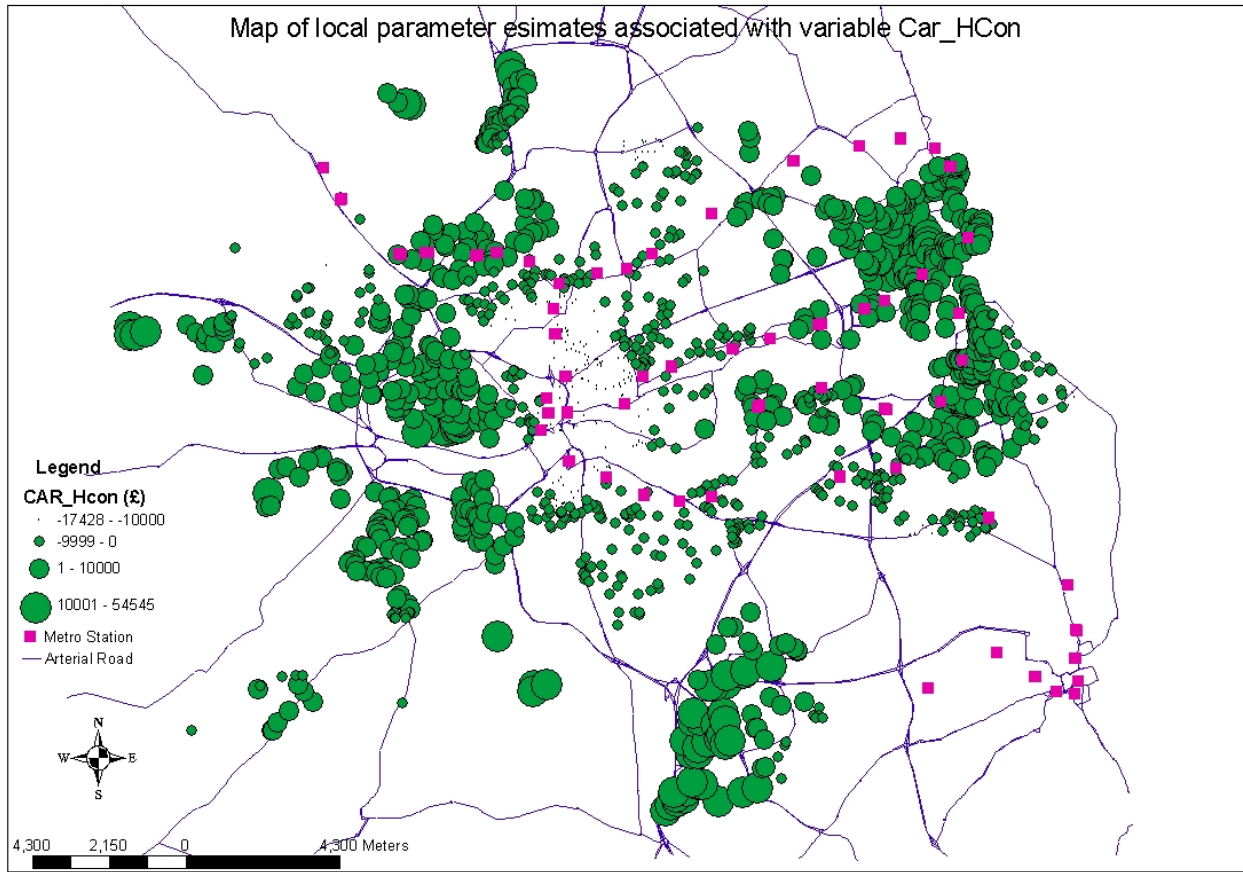 Map of local parameter esimates associated with variable Car_HCon
Legend
CAR_Hcon (£)
-17428 - -10000
-9999 - 0
1 - 10000
10001 - 54545
Metro Station
Arterial Road
N
W E
S
4,300 2,150 0 4,300 Meters